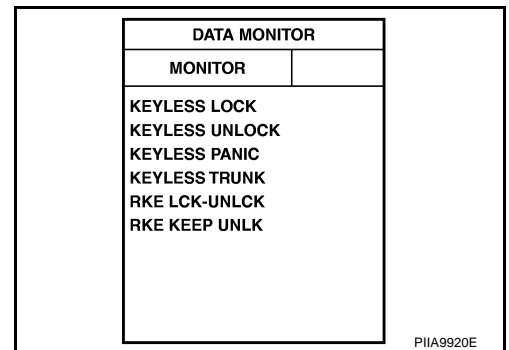 DATA MONITOR
MONITOR
KEYLESS LOCK
KEYLESS UNLOCK
KEYLESS PANIC
KEYLESS TRUNK
RKE LCK-UNLCK
RKE KEEP UNLK
PIIA9920E